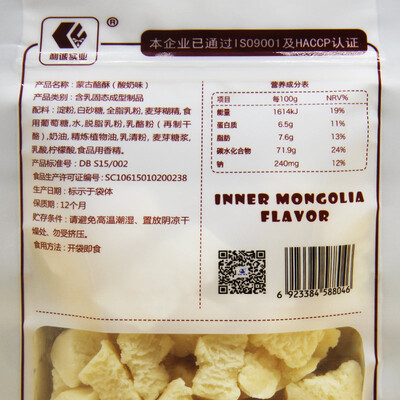 ®
利诚实业
本企业已通过ISO9001及HACCP认证
产品名称：蒙古酪酥（酸奶味）
产品类别：含乳固态成型制品
配料：淀粉,白砂糖,全脂乳粉,麦芽糊精,食
用葡萄糖,水,脱脂乳粉,乳酪粉（再制干
酪）,奶油,精炼植物油,乳清粉,麦芽糖浆,
乳酸,柠檬酸,食品用香精。
产品标准号：DB S15/002
食品生产许可证编号：SC10615010200238
生产日期：标示于袋体
保质期：12个月
贮存条件：请避免高温潮湿、置放阴凉干
燥处、勿受挤压。
食用方法：开袋即食
营养成分表
项目 每100g NRV%
能量 1614kJ 19%
蛋白质 6.5g 11%
脂肪 7.6g 13%
碳水化合物 71.9g 24%
钠 240mg 12%
INNER MONGOLIA
FLAVOR
6 923384 588046